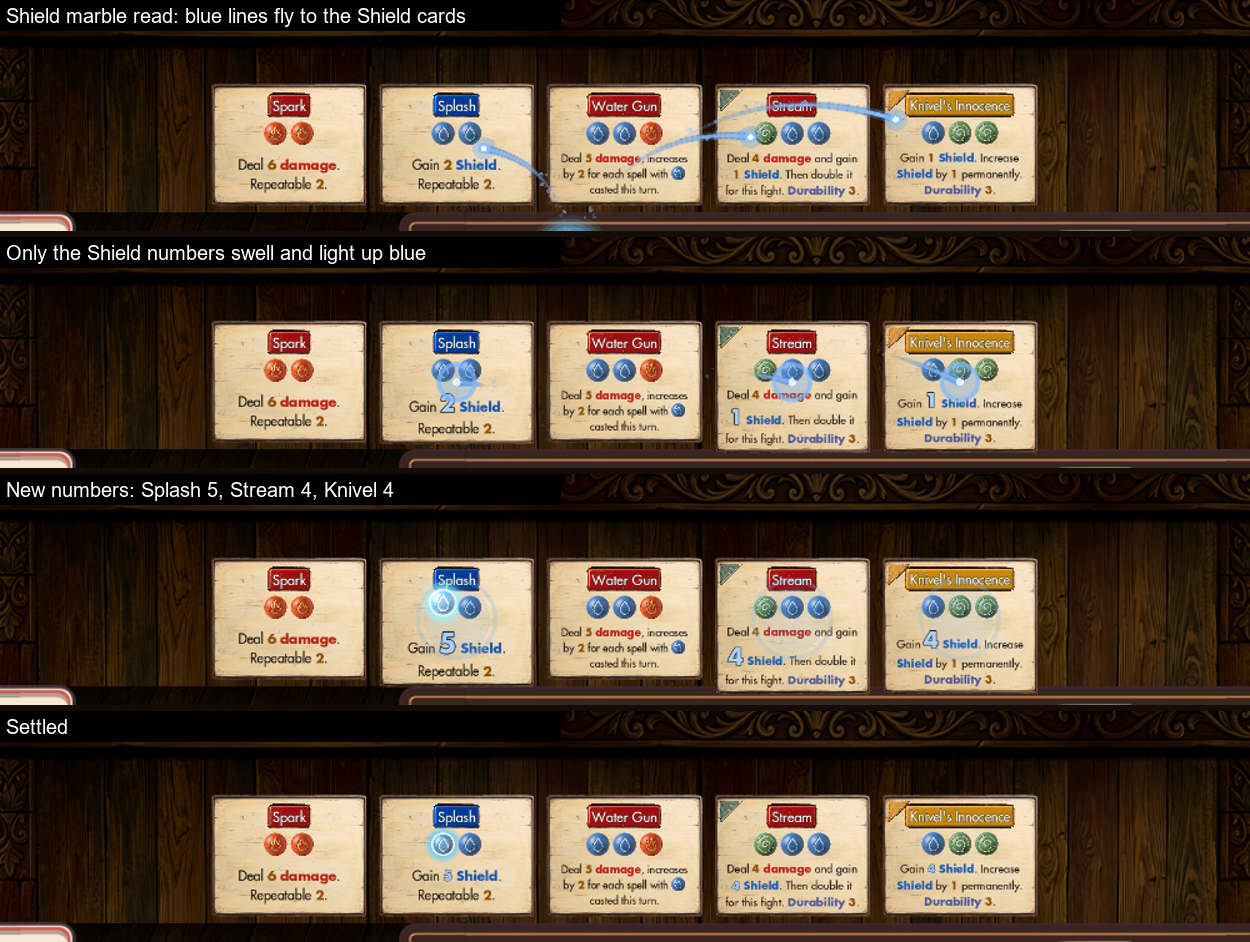 Shield marble read: blue lines fly to the Shield cards
Spark
Deal 6 damage.
Repeatable 2.
Splash
Gain 2 Shield.
Repeatable 2.
Water Gun
Deal 5 damage, increases
by 2 for each spell with
casted this turn.
Stream
Deal 4 damage and gain
1 Shield. Then double it
for this fight. Durability 3.
Knivel's Innocence
Gain 1 Shield. Increase
Shield by 1 permanently.
Durability 3.
Only the Shield numbers swell and light up blue
Spark
Deal 6 damage.
Repeatable 2.
Splash
Gain 2 Shield.
Repeatable 2.
Water Gun
Deal 5 damage, increases
by 2 for each spell with
casted this turn.
Stream
Deal 4 damage and gain
1 Shield. Then double it
for this fight. Durability 3.
Knivel's Innocence
Gain 1 Shield. Increase
Shield by 1 permanently.
Durability 3.
New numbers: Splash 5, Stream 4, Knivel 4
Spark
Deal 6 damage.
Repeatable 2.
Splash
Gain 5 Shield.
Repeatable 2.
Water Gun
Deal 5 damage, increases
by 2 for each spell with
casted this turn.
Stream
Deal 4 damage and gain
4 Shield. Then double it
for this fight. Durability 3.
Knivel's Innocence
Gain 4 Shield. Increase
Shield by 1 permanently.
Durability 3.
Settled
Spark
Deal 6 damage.
Repeatable 2.
Splash
Gain 5 Shield.
Repeatable 2.
Water Gun
Deal 5 damage, increases
by 2 for each spell with
casted this turn.
Stream
Deal 4 damage and gain
4 Shield. Then double it
for this fight. Durability 3.
Knivel's Innocence
Gain 4 Shield. Increase
Shield by 1 permanently.
Durability 3.